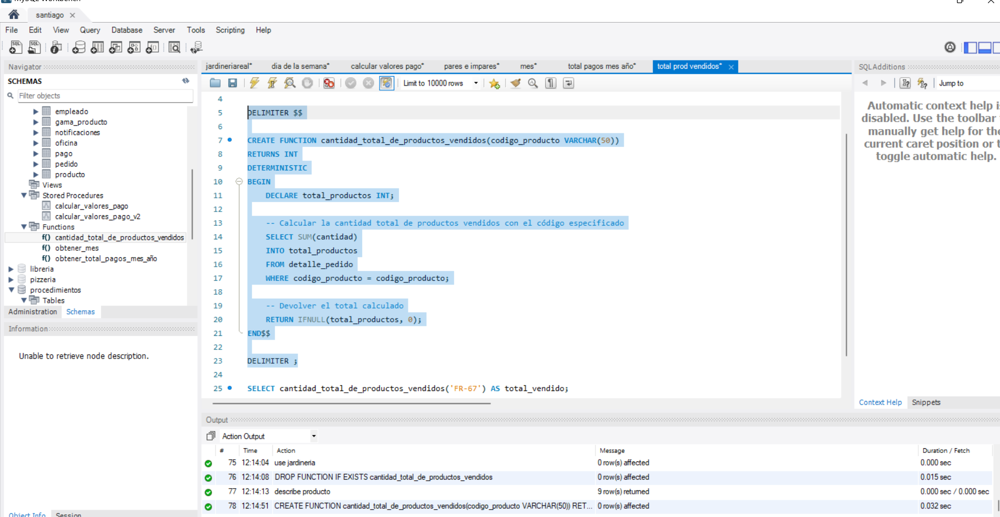 santiago
File Edit View Query Database Server Tools Scripting Help
Navigator
SCHEMAS
Filter objects
empleado
gama_producto
notificaciones
oficina
pago
pedido
producto
Views
Stored Procedures
calcular_valores_pago
calcular_valores_pago_v2
Functions
f() cantidad_total_de_productos_vendidos
f() obtener_mes
f() obtener_total_pagos_mes_año
libreria
pizzeria
procedimientos
Tables
Administration Schemas
Information
Unable to retrieve node description.
Object Info Session
jardineriareal* dia de la semana* calcular valores pago* pares e impares* mes* total pagos mes año* total prod vendidos*
Limit to 10000 rows
4
5 DELIMITER $$
6
7 CREATE FUNCTION cantidad_total_de_productos_vendidos(codigo_producto VARCHAR(50))
8 RETURNS INT
9 DETERMINISTIC
10 BEGIN
11 DECLARE total_productos INT;
12
13 -- Calcular la cantidad total de productos vendidos con el código especificado
14 SELECT SUM(cantidad)
15 INTO total_productos
16 FROM detalle_pedido
17 WHERE codigo_producto = codigo_producto;
18
19 -- Devolver el total calculado
20 RETURN IFNULL(total_productos, 0);
21 END$$
22
23 DELIMITER ;
24
25 SELECT cantidad_total_de_productos_vendidos('FR-67') AS total_vendido;
SQLAdditions
Jump to
Automatic context help is
disabled. Use the toolbar
manually get help for the
current caret position or
toggle automatic help.
Context Help Snippets
Output
Action Output
# Time Action Message Duration / Fetch
75 12:14:04 use jardineria 0 row(s) affected 0.000 sec
76 12:14:08 DROP FUNCTION IF EXISTS cantidad_total_de_productos_vendidos 0 row(s) affected 0.015 sec
77 12:14:13 describe producto 9 row(s) returned 0.000 sec / 0.000 sec
78 12:14:51 CREATE FUNCTION cantidad_total_de_productos_vendidos(codigo_producto VARCHAR(50)) RET... 0 row(s) affected 0.032 sec